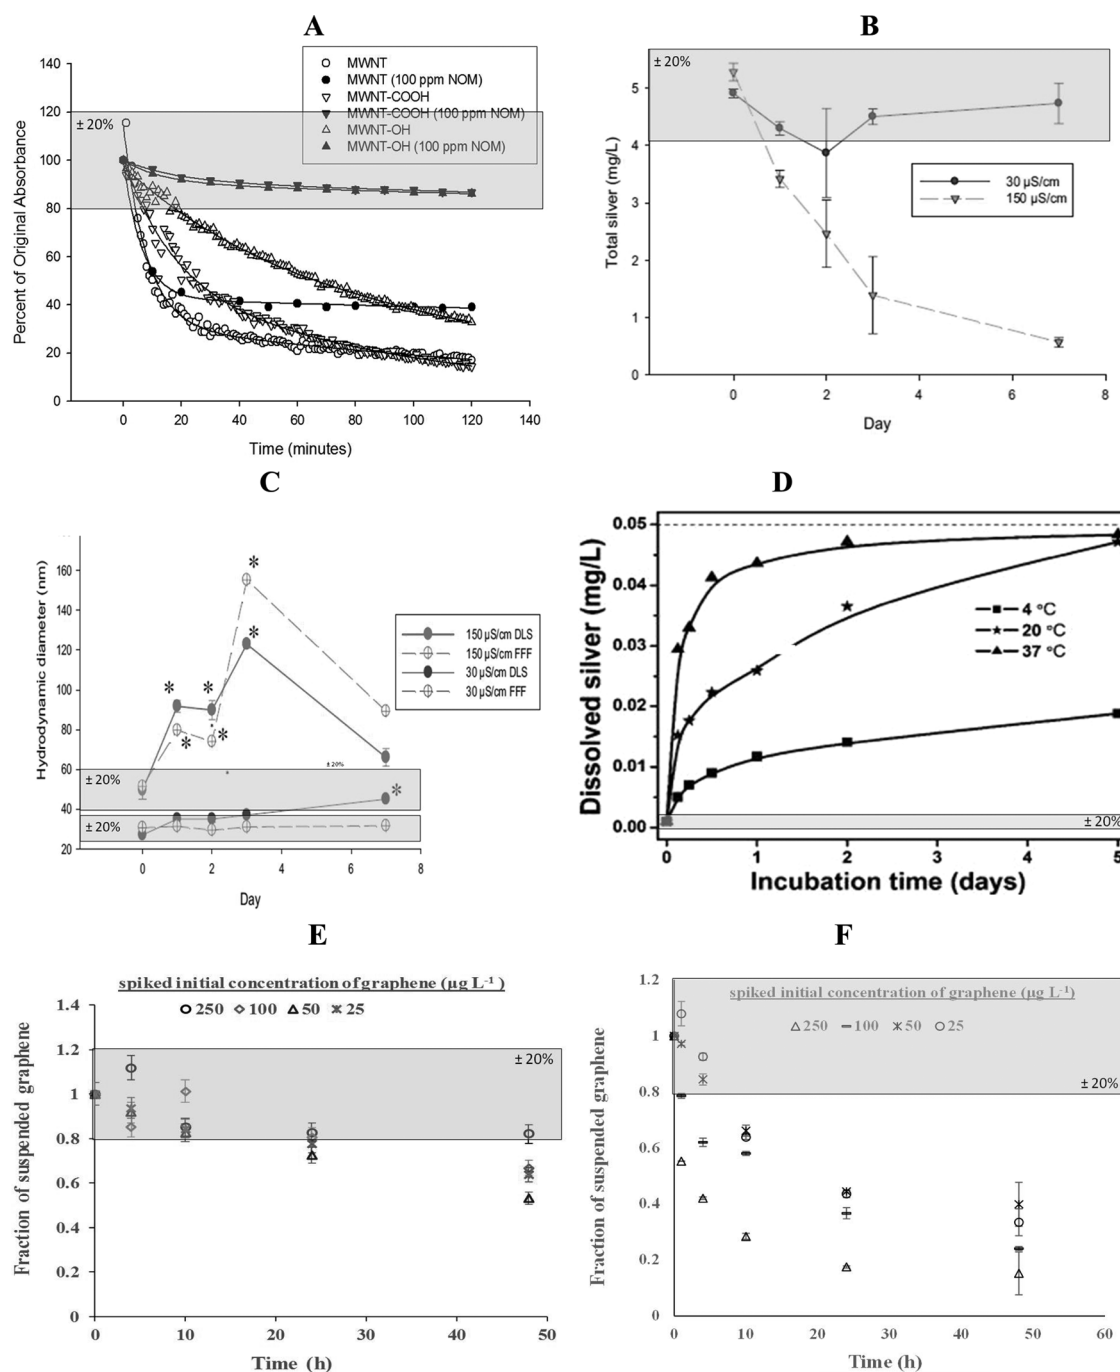 A
B
140
120
100
80
60
40
20
0
Percent of Original Absorbance
± 20%
MWNT
MWNT (100 ppm NOM)
MWNT-COOH
MWNT-COOH (100 ppm NOM)
MWNT-OH
MWNT-OH (100 ppm NOM)
0 20 40 60 80 100 120 140
Time (minutes)
± 20%
5
4
3
2
1
0
Total silver (mg/L)
30 µS/cm
150 µS/cm
0 2 4 6 8
Day
C
D
160
140
120
100
80
60
40
20
Hydrodynamic diameter (nm)
* * * * * * *
± 20%
± 20%
± 20%
150 µS/cm DLS
150 µS/cm FFF
30 µS/cm DLS
30 µS/cm FFF
0 2 4 6 8
Day
0.05
0.04
0.03
0.02
0.01
0.00
Dissolved silver (mg/L)
4 °C
20 °C
37 °C
± 20%
0 1 2 3 4 5
Incubation time (days)
E
F
spiked initial concentration of graphene (µg L⁻¹ )
250 100 50 25
1.4
1.2
1
0.8
0.6
0.4
0.2
0
Fraction of suspended graphene
± 20%
0 10 20 30 40 50
Time (h)
1.2
1
0.8
0.6
0.4
0.2
0
Fraction of suspended graphene
spiked initial concentration of graphene (µg L⁻¹)
250 100 50 25
± 20%
0 10 20 30 40 50 60
Time (h)